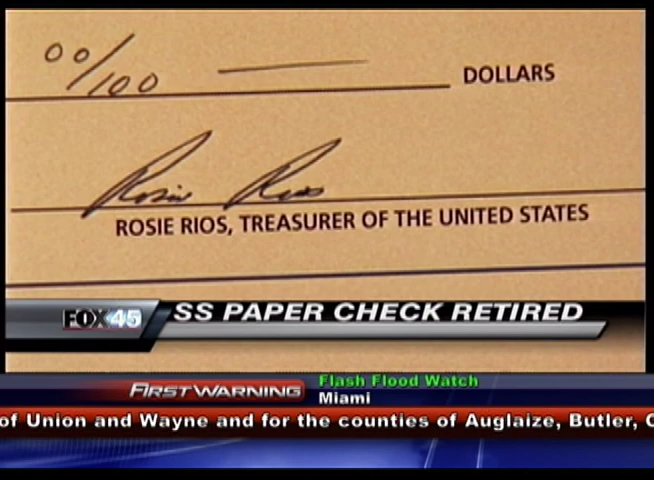 00/100 DOLLARS
Rosie Rios
ROSIE RIOS, TREASURER OF THE UNITED STATES
FOX 45 SS PAPER CHECK RETIRED
FIRST WARNING Flash Flood Watch
Miami
of Union and Wayne and for the counties of Auglaize, Butler,